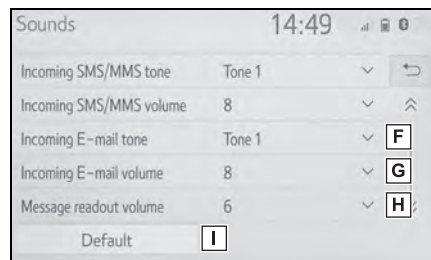 Sounds 14:49
Incoming SMS/MMS tone Tone 1
Incoming SMS/MMS volume 8
Incoming E-mail tone Tone 1 F
Incoming E-mail volume 8 G
Message readout volume 6 H
Default I